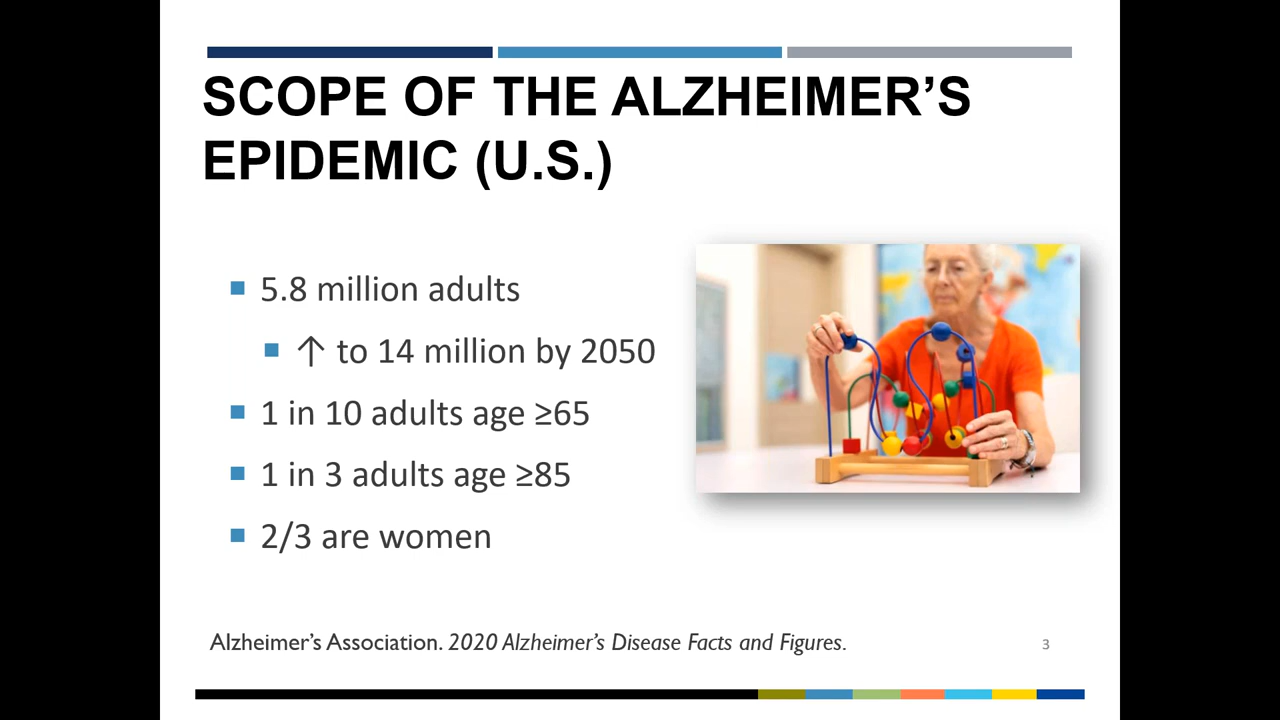 SCOPE OF THE ALZHEIMER’S
EPIDEMIC (U.S.)
5.8 million adults
↑ to 14 million by 2050
1 in 10 adults age ≥65
1 in 3 adults age ≥85
2/3 are women
Alzheimer’s Association. 2020 Alzheimer’s Disease Facts and Figures.
3